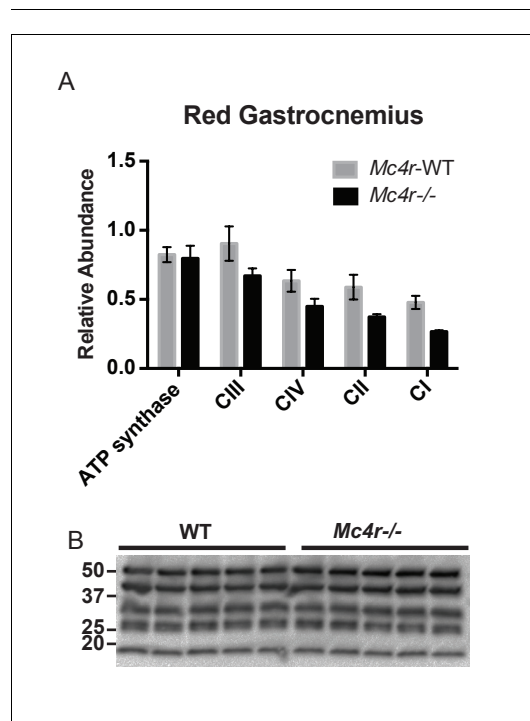 A
Red Gastrocnemius
Relative Abundance
1.5
1.0
0.5
0.0
Mc4r-WT
Mc4r-/-
ATP synthase
CIII
CIV
CII
CI
B
WT
Mc4r-/-
50
37
25
20